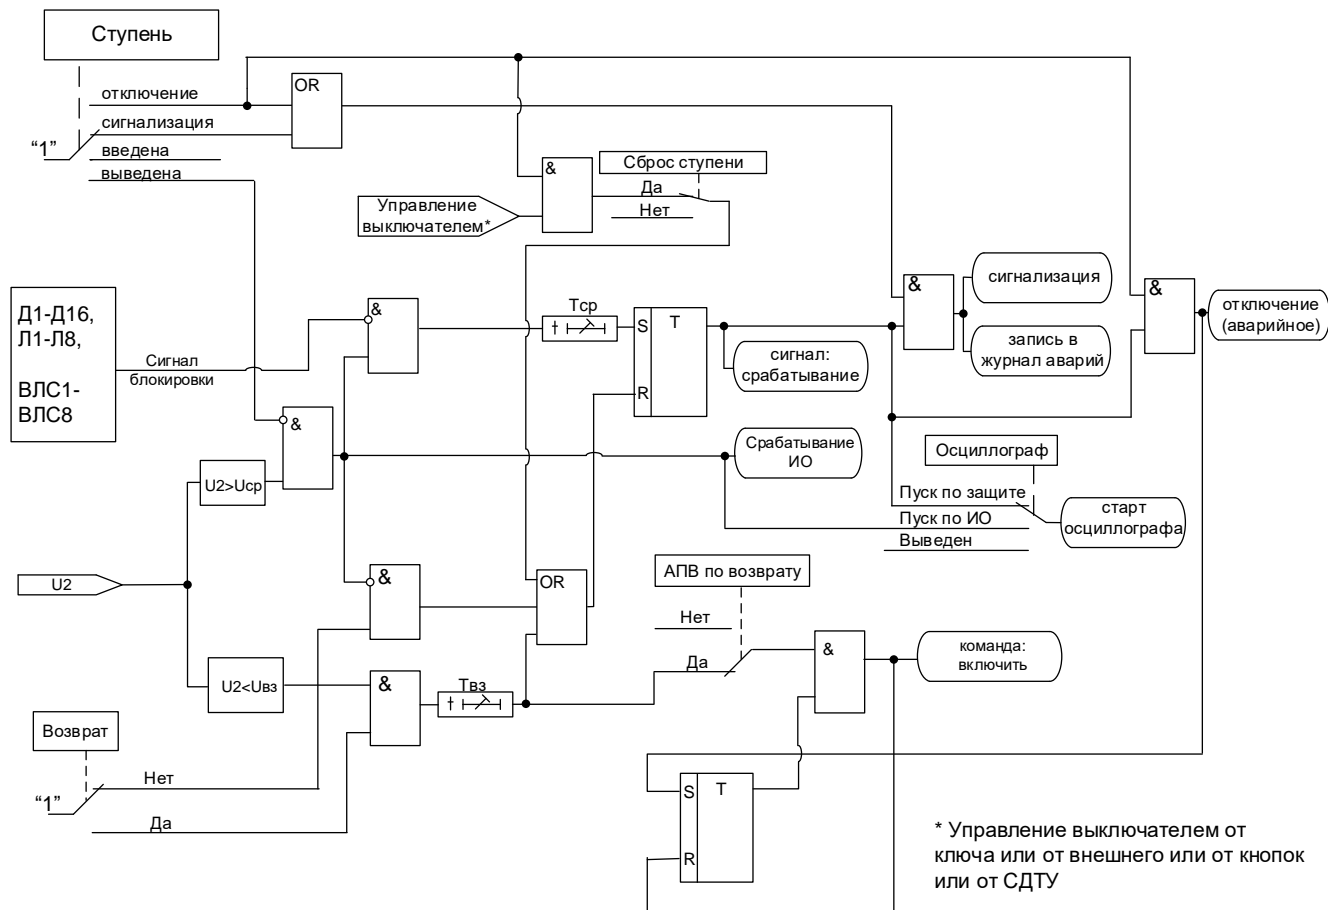 Ступень
отключение
сигнализация
“1”
введена
выведена
OR
&
Сброс ступени
Да
Нет
Управление
выключателем*
Д1-Д16,
Л1-Л8,
ВЛС1-
ВЛС8
Сигнал
блокировки
&
Тср
S
T
R
сигнал:
срабатывание
&
сигнализация
запись в
журнал аварий
&
отключение
(аварийное)
&
U2>Uср
Срабатывание
ИО
Осциллограф
Пуск по защите
Пуск по ИО
Выведен
старт
осциллографа
U2
&
OR
АПВ по возврату
Нет
Да
&
команда:
включить
U2<Uвз
&
Твз
Возврат
“1”
Нет
Да
S
T
R
* Управление выключателем от
ключа или от внешнего или от кнопок
или от СДТУ